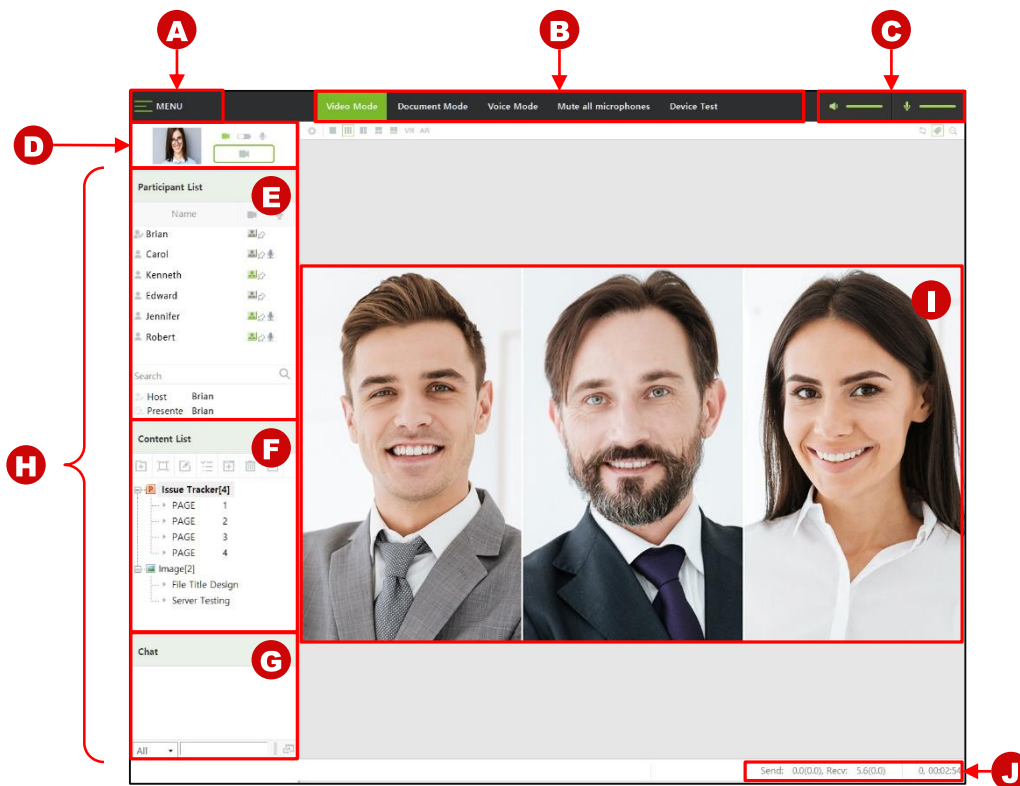 A
B
C
MENU
Video Mode Document Mode Voice Mode Mute all microphones Device Test
VR AR
D
Participant List
E
Name
Brian
Carol
Kenneth
Edward
Jennifer
Robert
Search
Host Brian
Presente Brian
I
H
Content List
F
P Issue Tracker[4]
PAGE 1
PAGE 2
PAGE 3
PAGE 4
Image[2]
File Title Design
Server Testing
Chat
G
All
Send: 0.0(0.0), Recv: 5.6(0.0) 0, 00:02:54
J